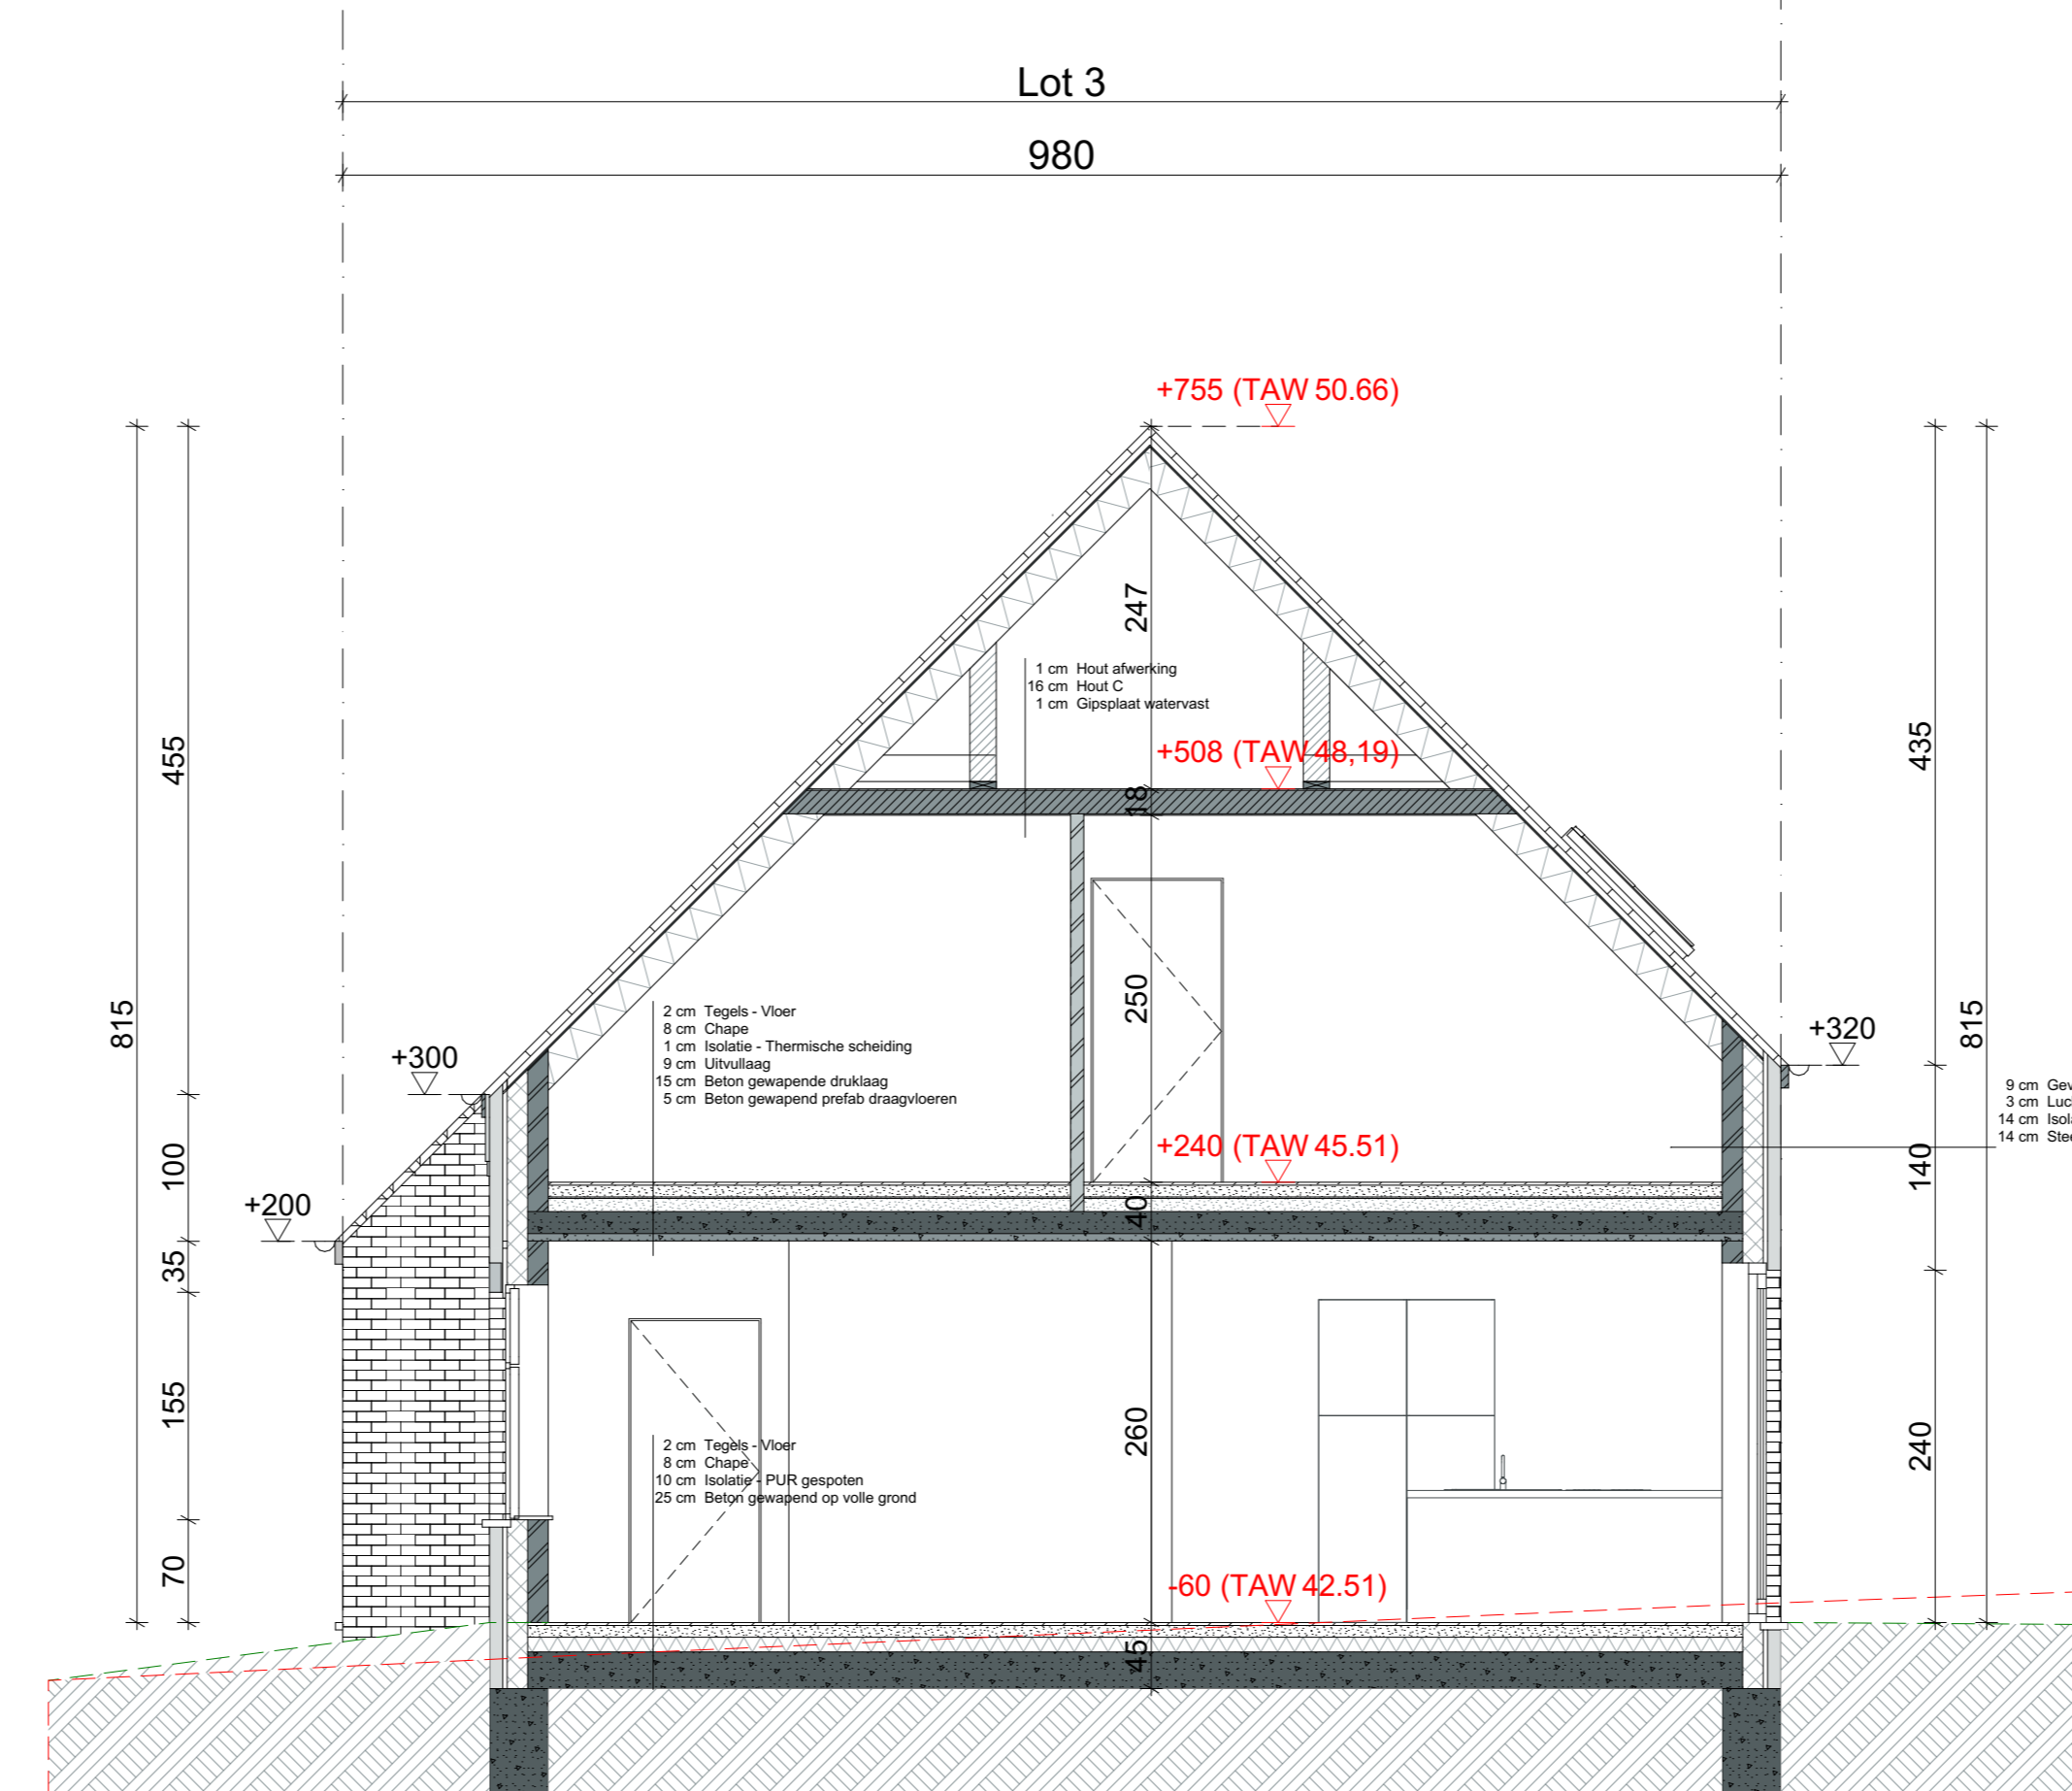 Lot 3
980
+755 (TAW 50.66)
247
1 cm Hout afwerking
16 cm Hout C
1 cm Gipsplaat watervast
+508 (TAW 48,19)
18
455
435
815
815
250
2 cm Tegels - Vloer
8 cm Chape
1 cm Isolatie - Thermische scheiding
9 cm Uitvullaag
15 cm Beton gewapende druklaag
5 cm Beton gewapend prefab draagvloeren
+300
+320
9 cm Gev
3 cm Luc
14 cm Isola
14 cm Ste
+240 (TAW 45.51)
100
140
+200
40
35
155
260
240
2 cm Tegels - Vloer
8 cm Chape
10 cm Isolatie - PUR gespoten
25 cm Beton gewapend op volle grond
70
-60 (TAW 42.51)
45